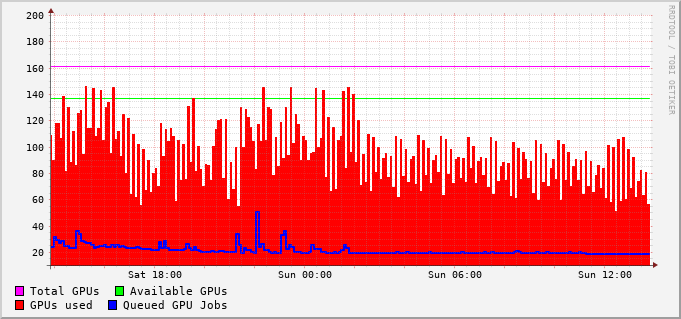 200
180
160
140
120
100
80
60
40
20
Sat 18:00 Sun 00:00 Sun 06:00 Sun 12:00
Total GPUs Available GPUs
GPUs used Queued GPU Jobs
RRDTOOL / TOBI OETIKER